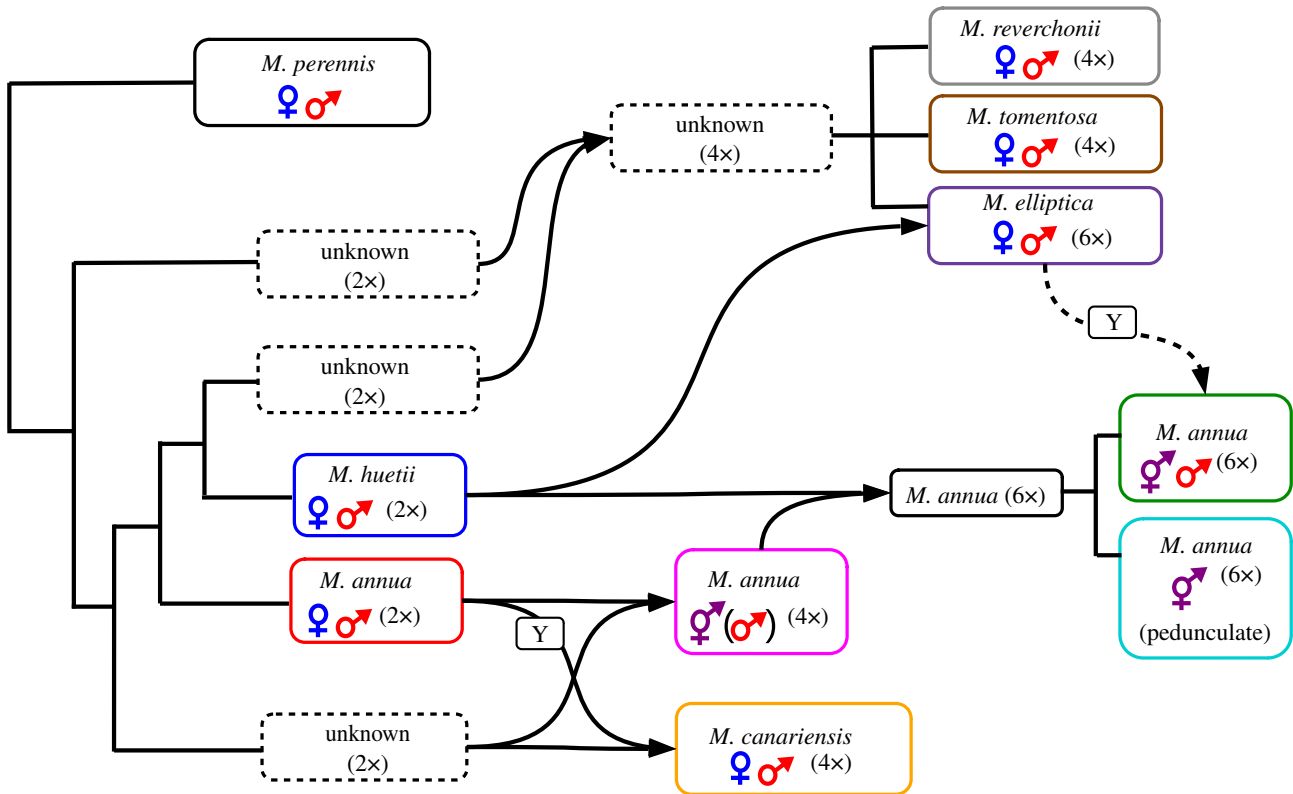 M. perennis
unknown
(4×)
M. reverchonii
(4×)
M. tomentosa
(4×)
M. elliptica
(6×)
unknown
(2×)
Y
unknown
(2×)
M. huetii
(2×)
M. annua (6×)
M. annua
(6×)
M. annua
(2×)
Y
M. annua
( ) (4×)
M. annua
(6×)
(pedunculate)
unknown
(2×)
M. canariensis
(4×)